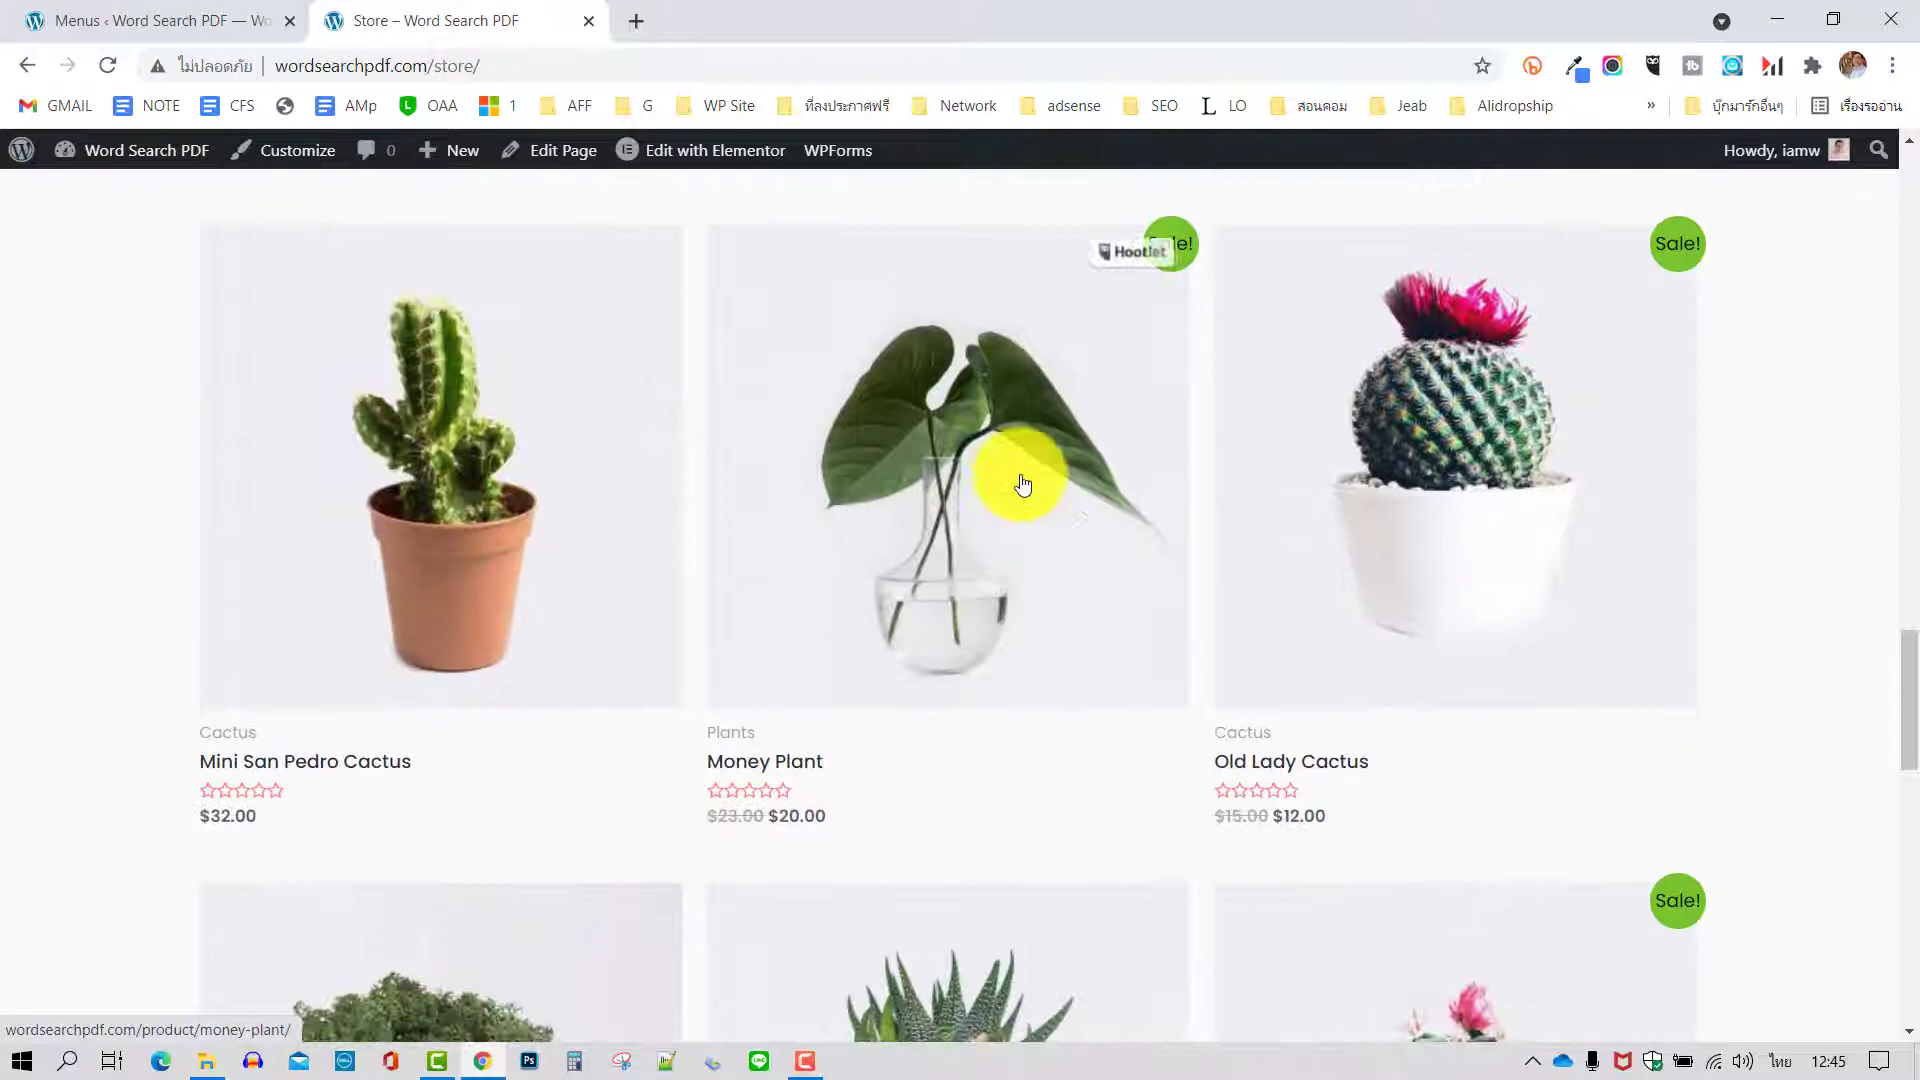 Menus ‹ Word Search PDF — Wo
Store – Word Search PDF
ไม่ปลอดภัย
wordsearchpdf.com/store/
GMAIL
NOTE
CFS
AMp
OAA
1
AFF
G
WP Site
ที่ลงประกาศฟรี
Network
adsense
SEO
LO
สอนคอม
Jeab
Alidropship
»
บุ๊กมาร์กอื่นๆ
เรื่องรออ่าน
Word Search PDF
Customize
0
New
Edit Page
Edit with Elementor
WPForms
Howdy, iamw
Hootlet
Sale!
Cactus
Mini San Pedro Cactus
$32.00
Plants
Money Plant
$23.00 $20.00
Cactus
Old Lady Cactus
$15.00 $12.00
Sale!
wordsearchpdf.com/product/money-plant/
Ps
LINE
ไทย
12:45